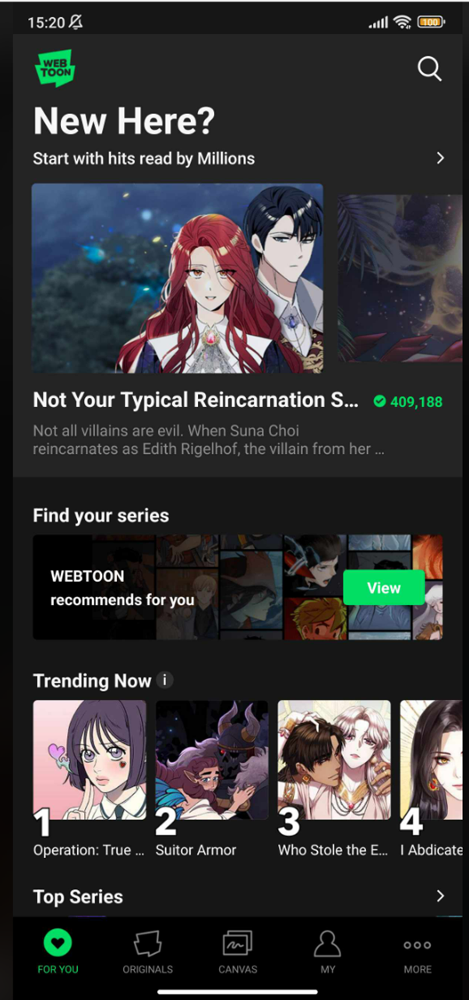 15:20
100
WEB
TOON
New Here?
Start with hits read by Millions
Not Your Typical Reincarnation S... 409,188
Not all villains are evil. When Suna Choi
reincarnates as Edith Rigelhof, the villain from her ...
Find your series
WEBTOON
recommends for you
View
Trending Now i
1 2 3 4
Operation: True ... Suitor Armor Who Stole the E... I Abdicate
Top Series
FOR YOU ORIGINALS CANVAS MY MORE